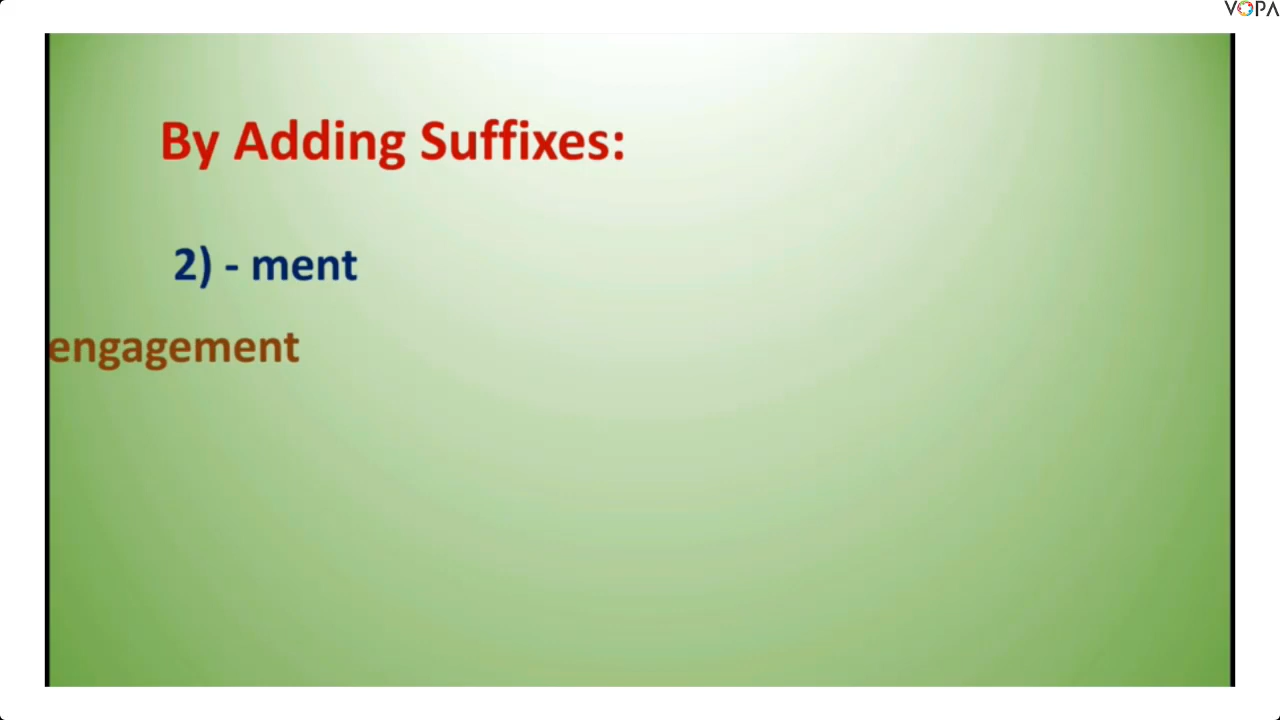 VOPA
By Adding Suffixes:
2) - ment
engagement